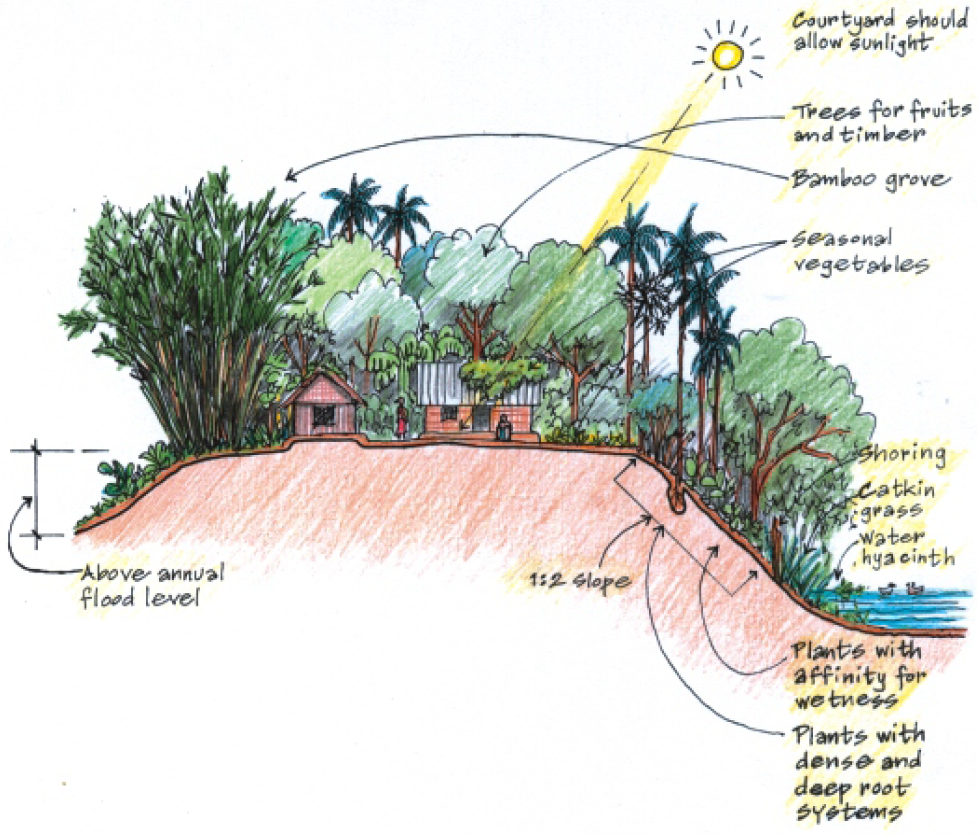 Courtyard should
allow sunlight
Trees for fruits
and timber
Bamboo grove
Seasonal
vegetables
Shoring
Catkin
grass
Water
hyacinth
Above annual
flood level
1:2 slope
Plants with
affinity for
wetness
Plants with
dense and
deep root
systems